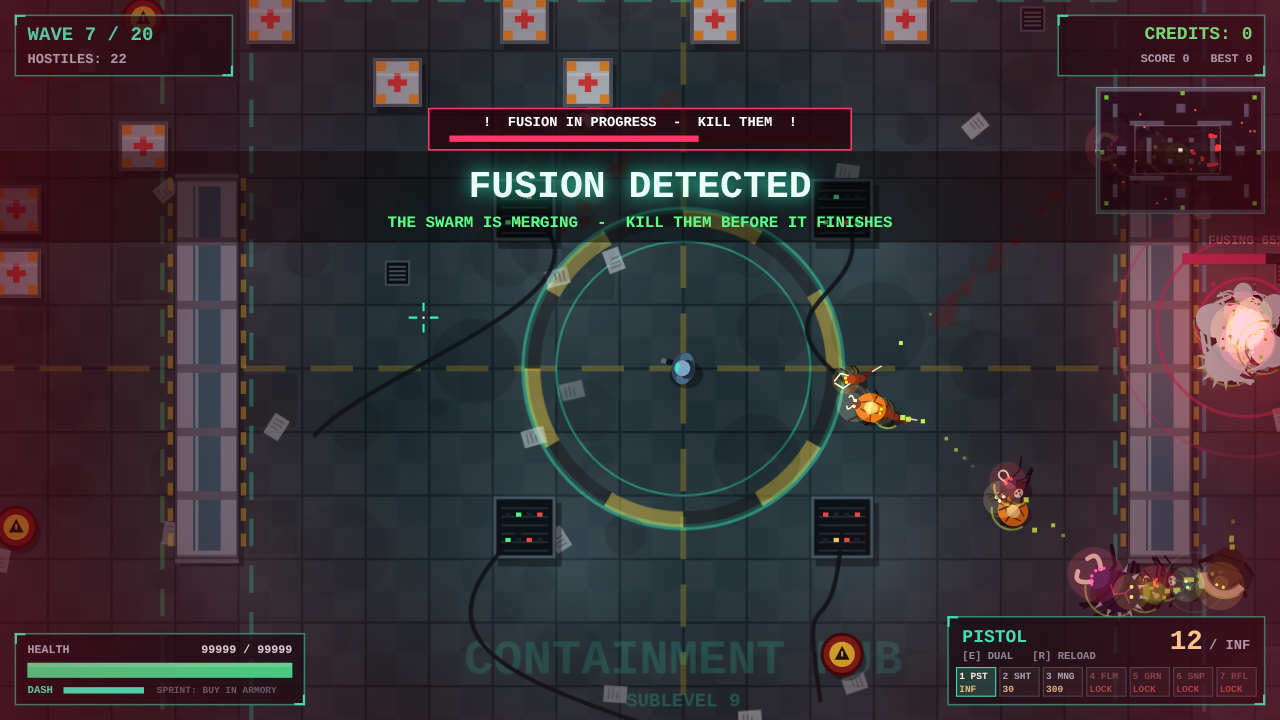 WAVE 7 / 20
HOSTILES: 22
CREDITS: 0
SCORE 0 BEST 0
! FUSION IN PROGRESS - KILL THEM !
FUSION DETECTED
THE SWARM IS MERGING - KILL THEM BEFORE IT FINISHES
FUSING
HEALTH 99999 / 99999
DASH SPRINT: BUY IN ARMORY
CONTAINMENT
SUBLEVEL 9
PISTOL 12 / INF
[E] DUAL [R] RELOAD
1 PST 2 SHT 3 MNG 4 FLM 5 GRN 6 SNP 7 RFL
INF 30 300 LOCK LOCK LOCK LOCK